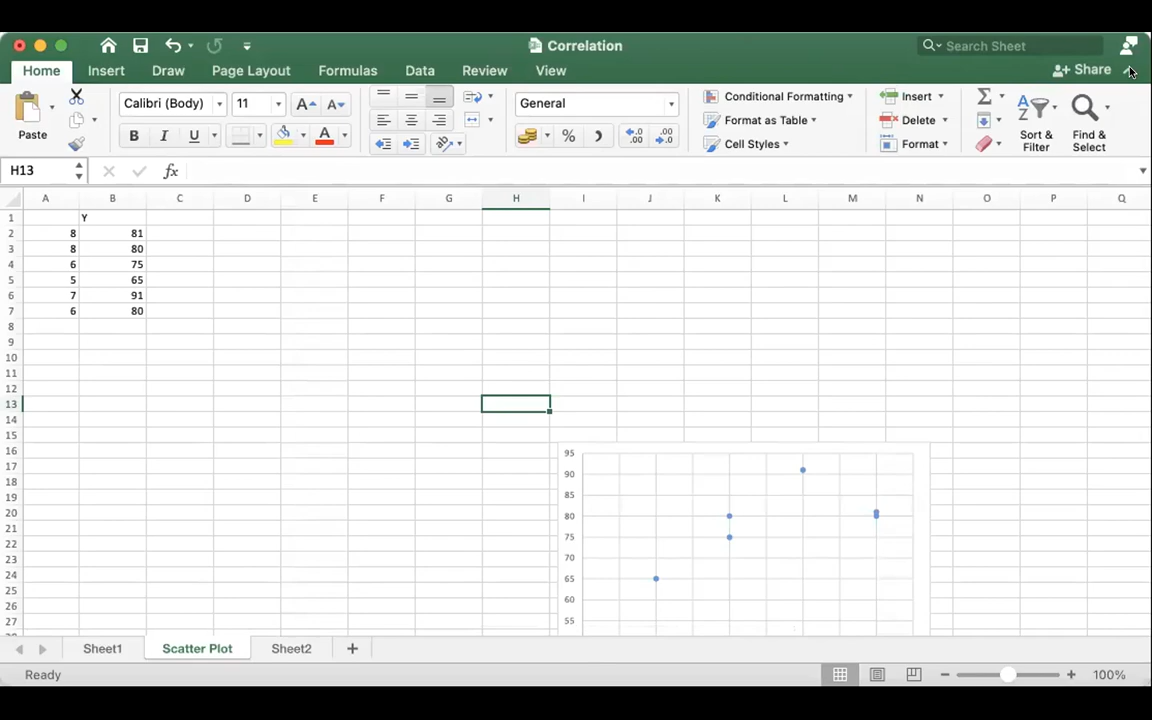 Correlation
Search Sheet
Home Insert Draw Page Layout Formulas Data Review View Share
Paste
Calibri (Body) 11 A A
B I U A
General
% )
.0 .00
.00 .0
Conditional Formatting
Format as Table
Cell Styles
Insert
Delete
Format
Sort &
Filter
Find &
Select
H13 fx
A B C D E F G H I J K L M N O P Q
1 Y
2 8 81
3 8 80
4 6 75
5 5 65
6 7 91
7 6 80
8
9
10
11
12
13
14
15
16
17
18
19
20
21
22
23
24
25
26
27
95
90
85
80
75
70
65
60
55
Sheet1 Scatter Plot Sheet2 +
Ready 100%